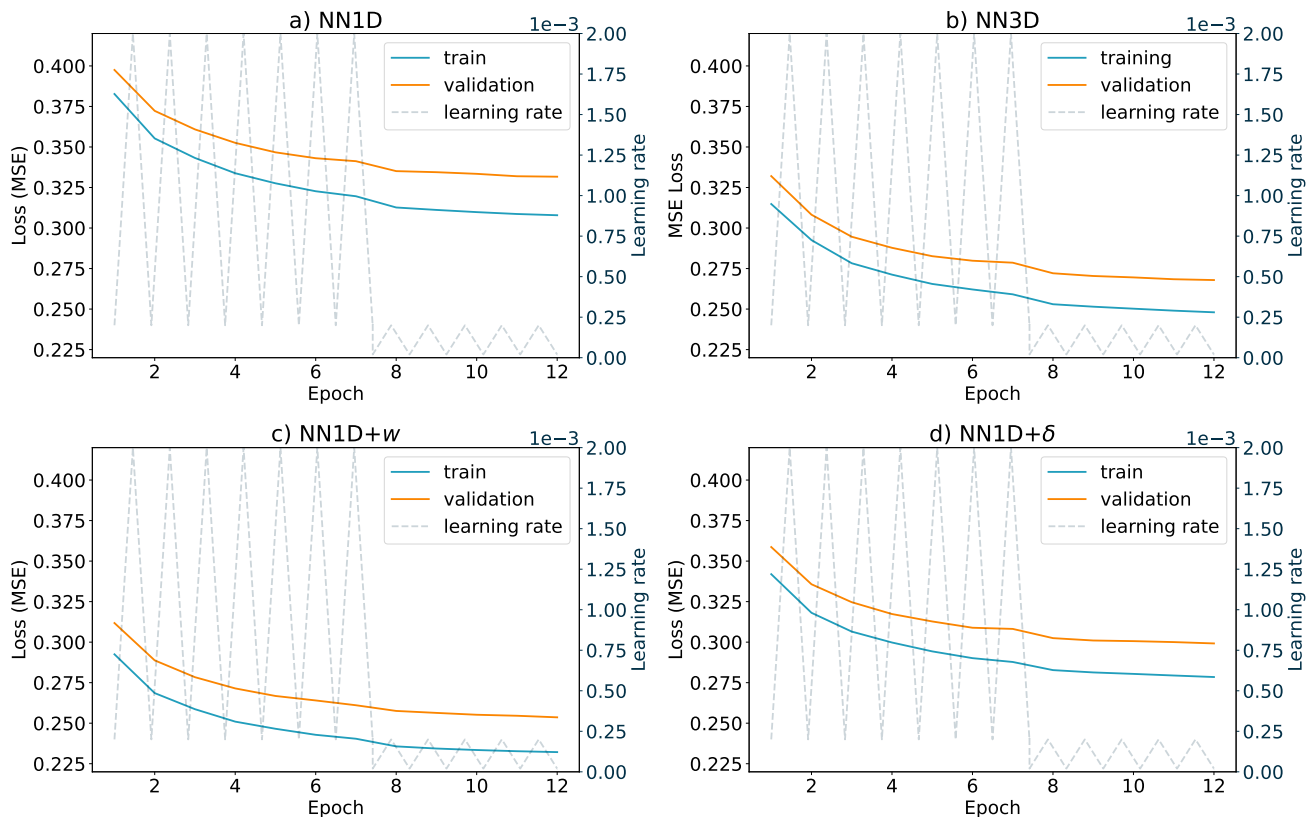 a) NN1D
1e−3
0.400
0.375
0.350
0.325
0.300
0.275
0.250
0.225
Loss (MSE)
2.00
1.75
1.50
1.25
1.00
0.75
0.50
0.25
0.00
Learning rate
train
validation
learning rate
2 4 6 8 10 12
Epoch
b) NN3D
1e−3
0.400
0.375
0.350
0.325
0.300
0.275
0.250
0.225
MSE Loss
2.00
1.75
1.50
1.25
1.00
0.75
0.50
0.25
0.00
Learning rate
training
validation
learning rate
2 4 6 8 10 12
Epoch
c) NN1D+w
1e−3
0.400
0.375
0.350
0.325
0.300
0.275
0.250
0.225
Loss (MSE)
2.00
1.75
1.50
1.25
1.00
0.75
0.50
0.25
0.00
Learning rate
train
validation
learning rate
2 4 6 8 10 12
Epoch
d) NN1D+δ
1e−3
0.400
0.375
0.350
0.325
0.300
0.275
0.250
0.225
Loss (MSE)
2.00
1.75
1.50
1.25
1.00
0.75
0.50
0.25
0.00
Learning rate
train
validation
learning rate
2 4 6 8 10 12
Epoch